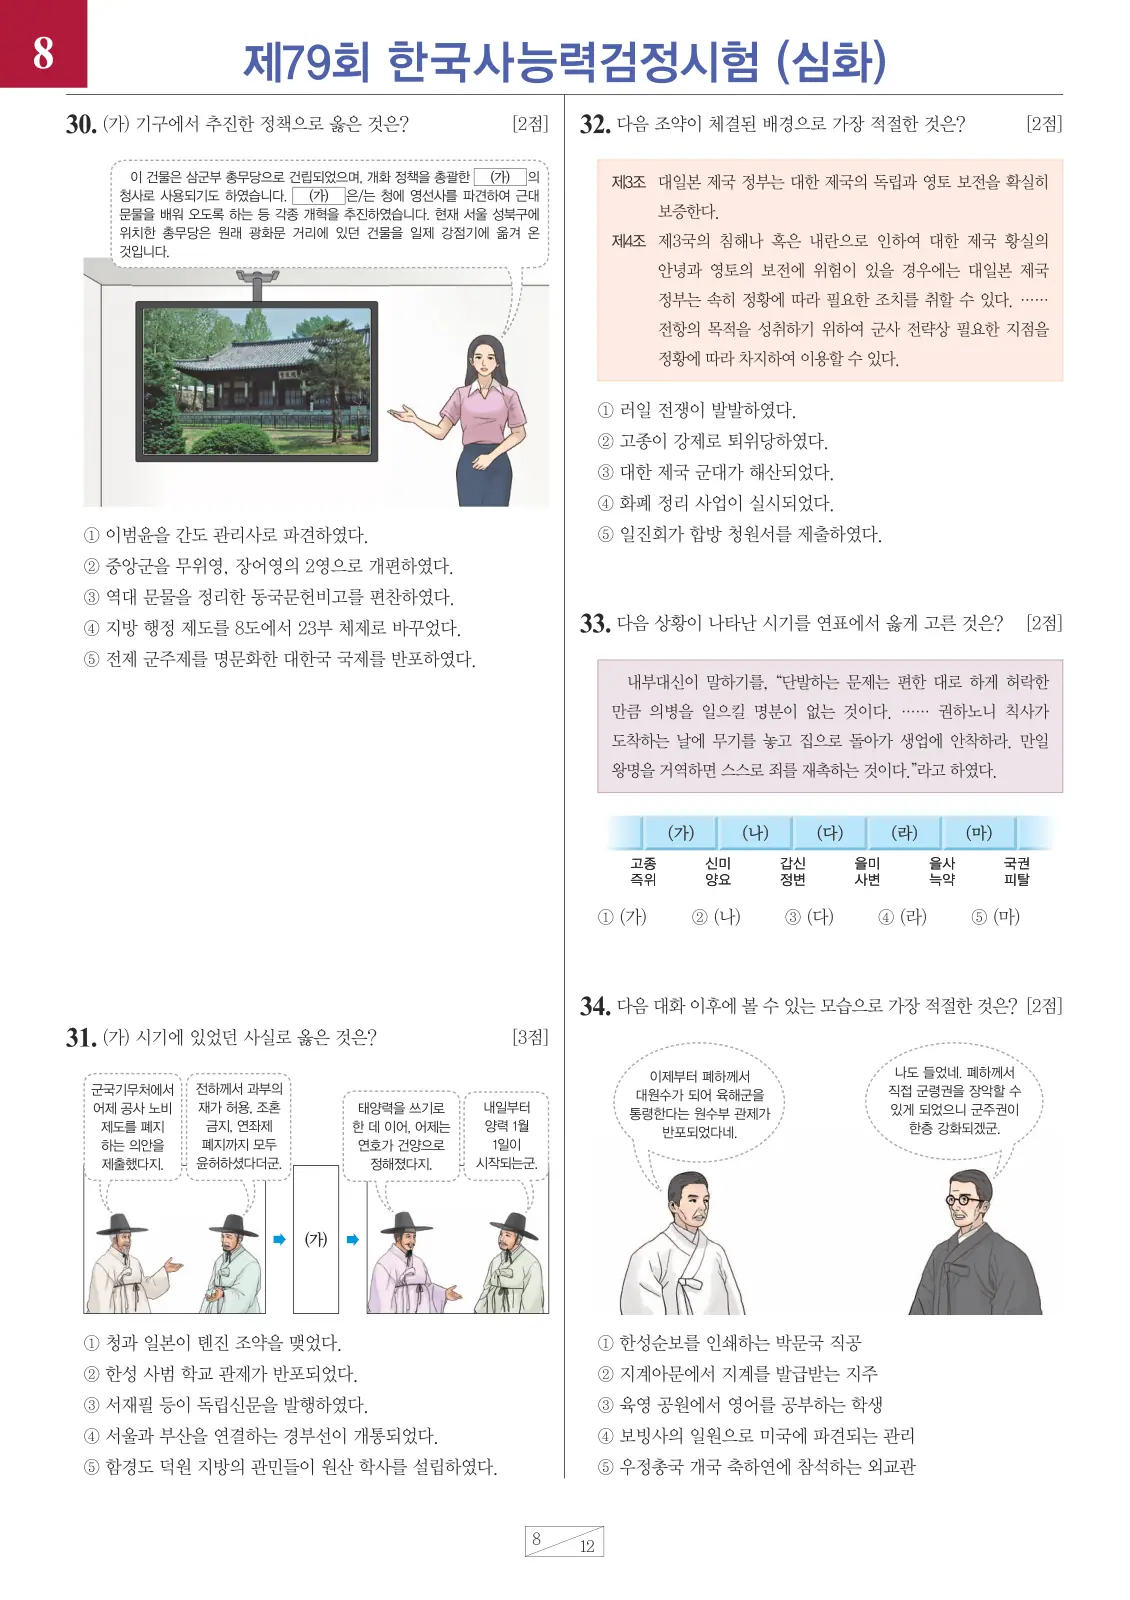 8
제79회 한국사능력검정시험 (심화)
30. (가) 기구에서 추진한 정책으로 옳은 것은? [2점]
이 건물은 삼군부 총무당으로 건립되었으며, 개화 정책을 총괄한 (가) 의
청사로 사용되기도 하였습니다. (가) 은/는 청에 영선사를 파견하여 근대
문물을 배워 오도록 하는 등 각종 개혁을 추진하였습니다. 현재 서울 성북구에
위치한 총무당은 원래 광화문 거리에 있던 건물을 일제 강점기에 옮겨 온
것입니다.
① 이범윤을 간도 관리사로 파견하였다.
② 중앙군을 무위영, 장어영의 2영으로 개편하였다.
③ 역대 문물을 정리한 동국문헌비고를 편찬하였다.
④ 지방 행정 제도를 8도에서 23부 체제로 바꾸었다.
⑤ 전제 군주제를 명문화한 대한국 국제를 반포하였다.
31. (가) 시기에 있었던 사실로 옳은 것은? [3점]
군국기무처에서
어제 공사 노비
제도를 폐지
하는 의안을
제출했다지.
전하께서 과부의
재가 허용, 조혼
금지, 연좌제
폐지까지 모두
윤허하셨다더군.
(가)
태양력을 쓰기로
한 데 이어, 어제는
연호가 건양으로
정해졌다지.
내일부터
양력 1월
1일이
시작되는군.
① 청과 일본이 톈진 조약을 맺었다.
② 한성 사범 학교 관제가 반포되었다.
③ 서재필 등이 독립신문을 발행하였다.
④ 서울과 부산을 연결하는 경부선이 개통되었다.
⑤ 함경도 덕원 지방의 관민들이 원산 학사를 설립하였다.
32. 다음 조약이 체결된 배경으로 가장 적절한 것은? [2점]
제3조 대일본 제국 정부는 대한 제국의 독립과 영토 보전을 확실히
보증한다.
제4조 제3국의 침해나 혹은 내란으로 인하여 대한 제국 황실의
안녕과 영토의 보전에 위험이 있을 경우에는 대일본 제국
정부는 속히 정황에 따라 필요한 조치를 취할 수 있다. ……
전항의 목적을 성취하기 위하여 군사 전략상 필요한 지점을
정황에 따라 차지하여 이용할 수 있다.
① 러일 전쟁이 발발하였다.
② 고종이 강제로 퇴위당하였다.
③ 대한 제국 군대가 해산되었다.
④ 화폐 정리 사업이 실시되었다.
⑤ 일진회가 합방 청원서를 제출하였다.
33. 다음 상황이 나타난 시기를 연표에서 옳게 고른 것은? [2점]
내부대신이 말하기를, “단발하는 문제는 편한 대로 하게 허락한
만큼 의병을 일으킬 명분이 없는 것이다. …… 권하노니 칙사가
도착하는 날에 무기를 놓고 집으로 돌아가 생업에 안착하라. 만일
왕명을 거역하면 스스로 죄를 재촉하는 것이다.”라고 하였다.
(가) (나) (다) (라) (마)
고종 신미 갑신 을미 을사 국권
즉위 양요 정변 사변 늑약 피탈
① (가) ② (나) ③ (다) ④ (라) ⑤ (마)
34. 다음 대화 이후에 볼 수 있는 모습으로 가장 적절한 것은? [2점]
이제부터 폐하께서
대원수가 되어 육해군을
통령한다는 원수부 관제가
반포되었다네.
나도 들었네. 폐하께서
직접 군령권을 장악할 수
있게 되었으니 군주권이
한층 강화되겠군.
① 한성순보를 인쇄하는 박문국 직공
② 지계아문에서 지계를 발급받는 지주
③ 육영 공원에서 영어를 공부하는 학생
④ 보빙사의 일원으로 미국에 파견되는 관리
⑤ 우정총국 개국 축하연에 참석하는 외교관
8
12